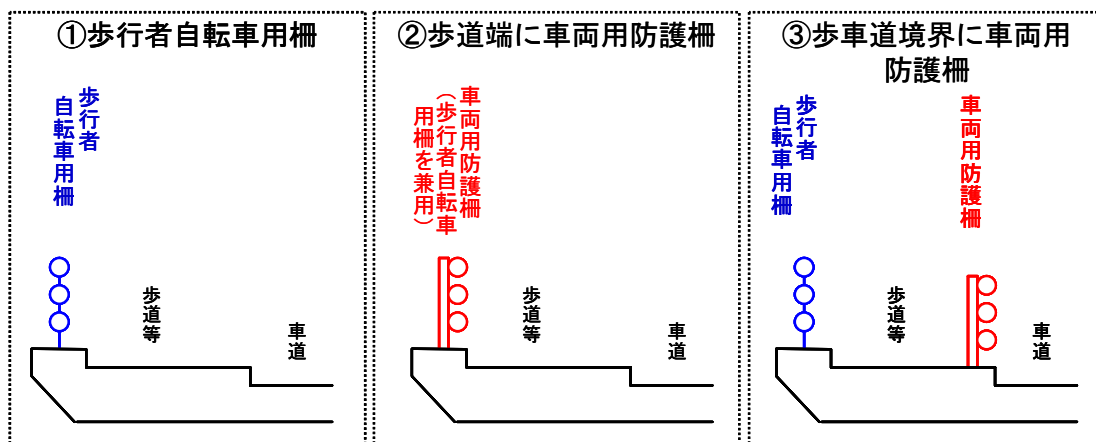 ①歩行者自転車用柵
歩行者
自転車用柵
歩道等
車道
②歩道端に車両用防護柵
車両用防護柵
（歩行者自転車
用柵を兼用）
歩道等
車道
③歩車道境界に車両用
防護柵
歩行者
自転車用柵
車両用防護柵
歩道等
車道